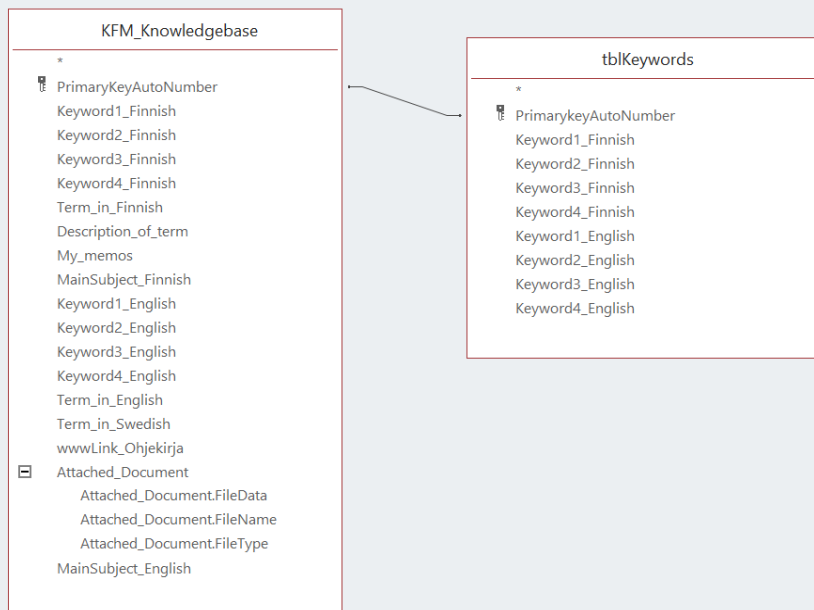 KFM_Knowledgebase
*
PrimaryKeyAutoNumber
Keyword1_Finnish
Keyword2_Finnish
Keyword3_Finnish
Keyword4_Finnish
Term_in_Finnish
Description_of_term
My_memos
MainSubject_Finnish
Keyword1_English
Keyword2_English
Keyword3_English
Keyword4_English
Term_in_English
Term_in_Swedish
wwwLink_Ohjekirja
Attached_Document
Attached_Document.FileData
Attached_Document.FileName
Attached_Document.FileType
MainSubject_English
tblKeywords
*
PrimarykeyAutoNumber
Keyword1_Finnish
Keyword2_Finnish
Keyword3_Finnish
Keyword4_Finnish
Keyword1_English
Keyword2_English
Keyword3_English
Keyword4_English